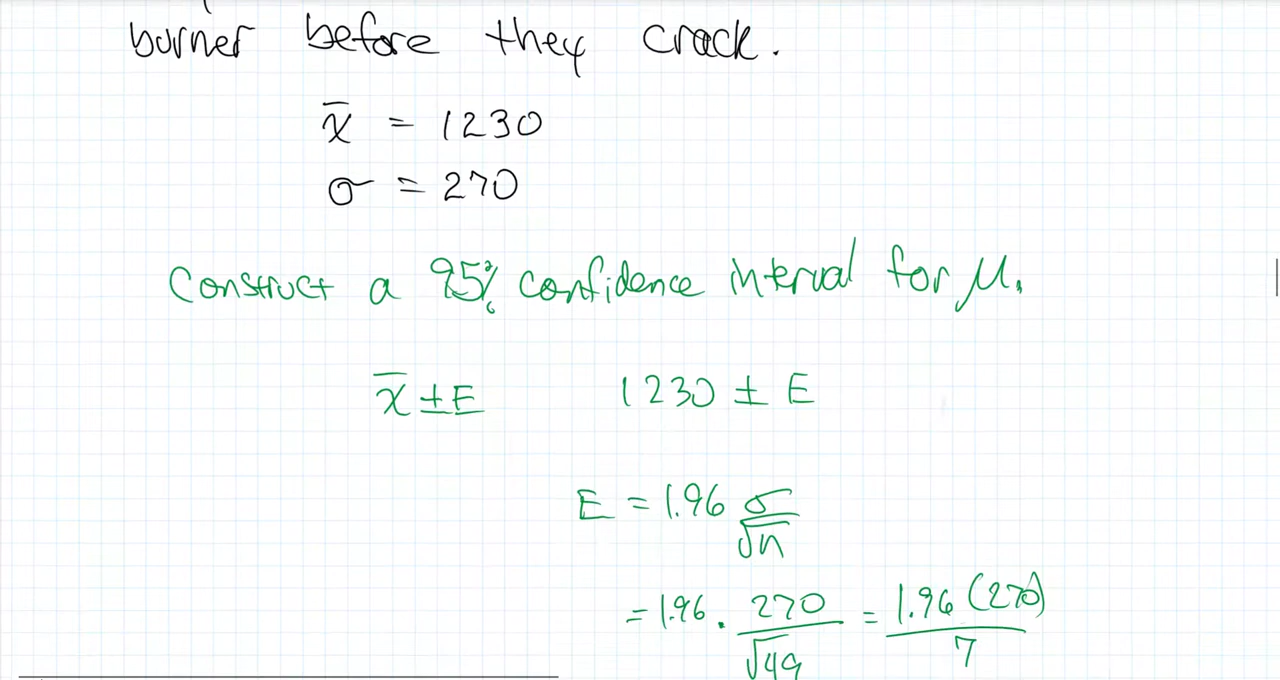 burner before they crack.
x̄ = 1230
σ = 270
Construct a 95% confidence interval for μ.
x̄ ± E 1230 ± E
E = 1.96 σ/√n
= 1.96 · 270/√49 = 1.96 (270)/7